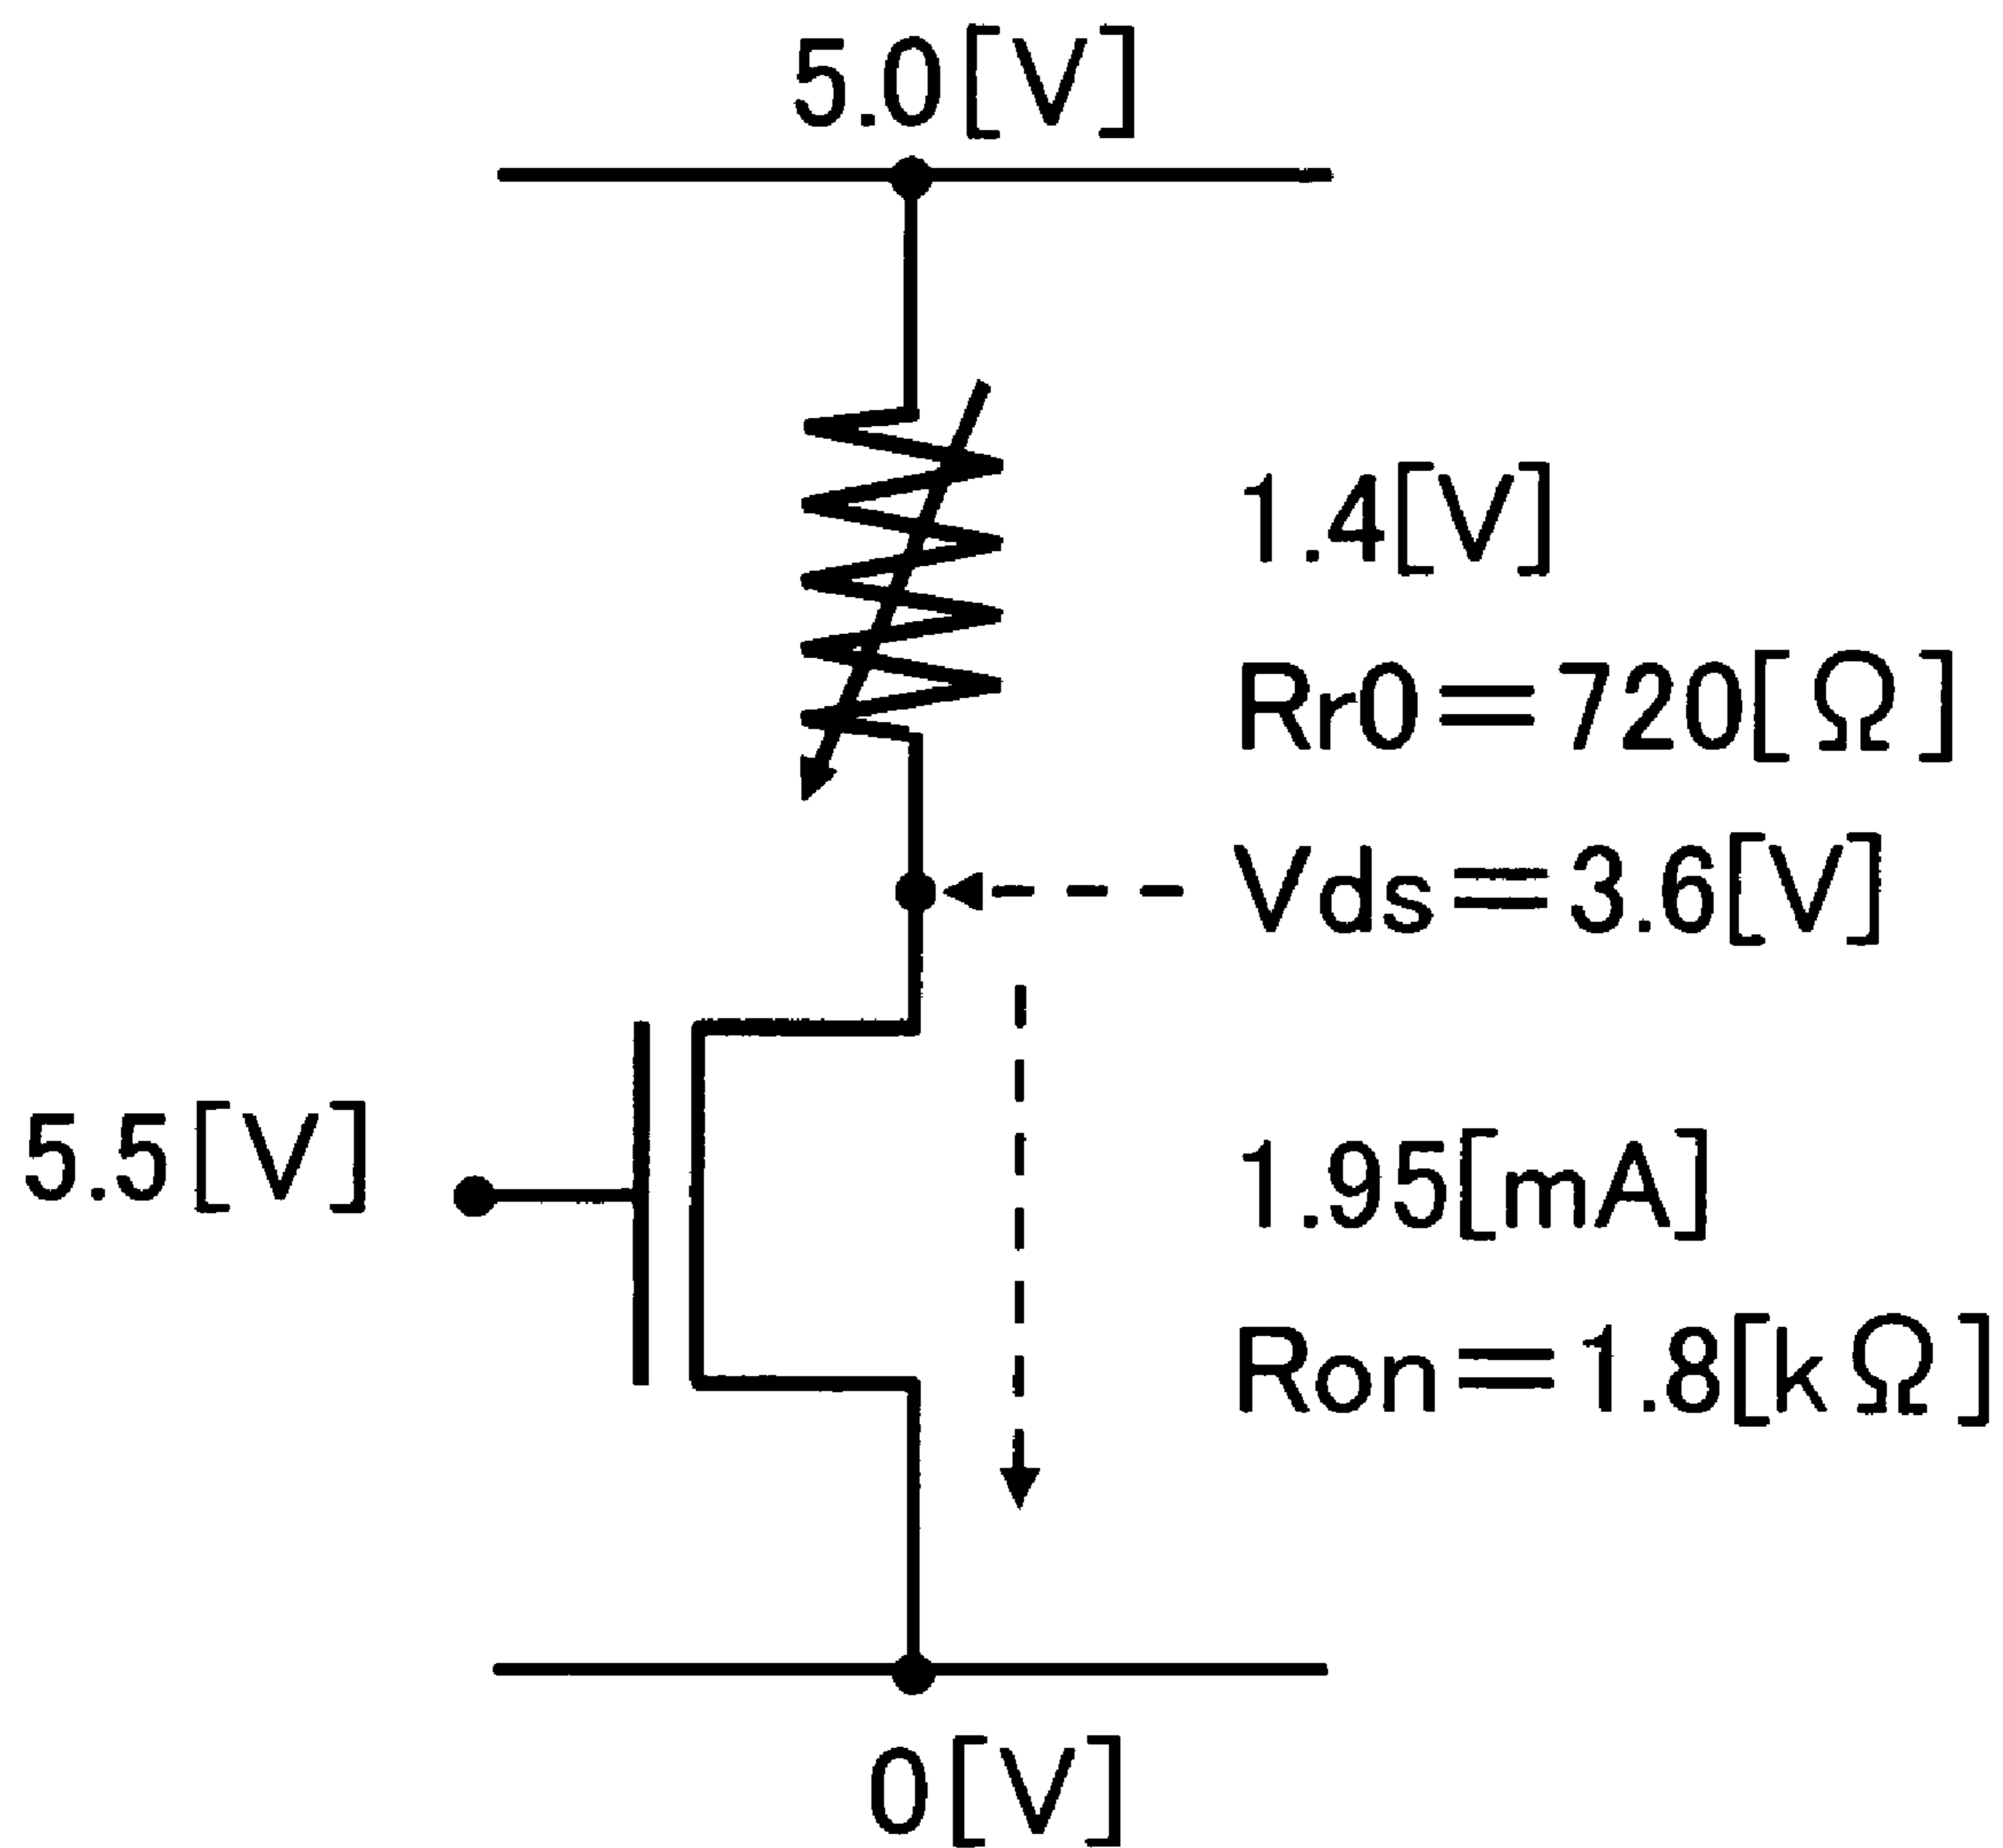 5.0[V]
1.4[V]
Rr0=720[Ω]
Vds=3.6[V]
5.5[V]
1.95[mA]
Ron=1.8[kΩ]
0[V]